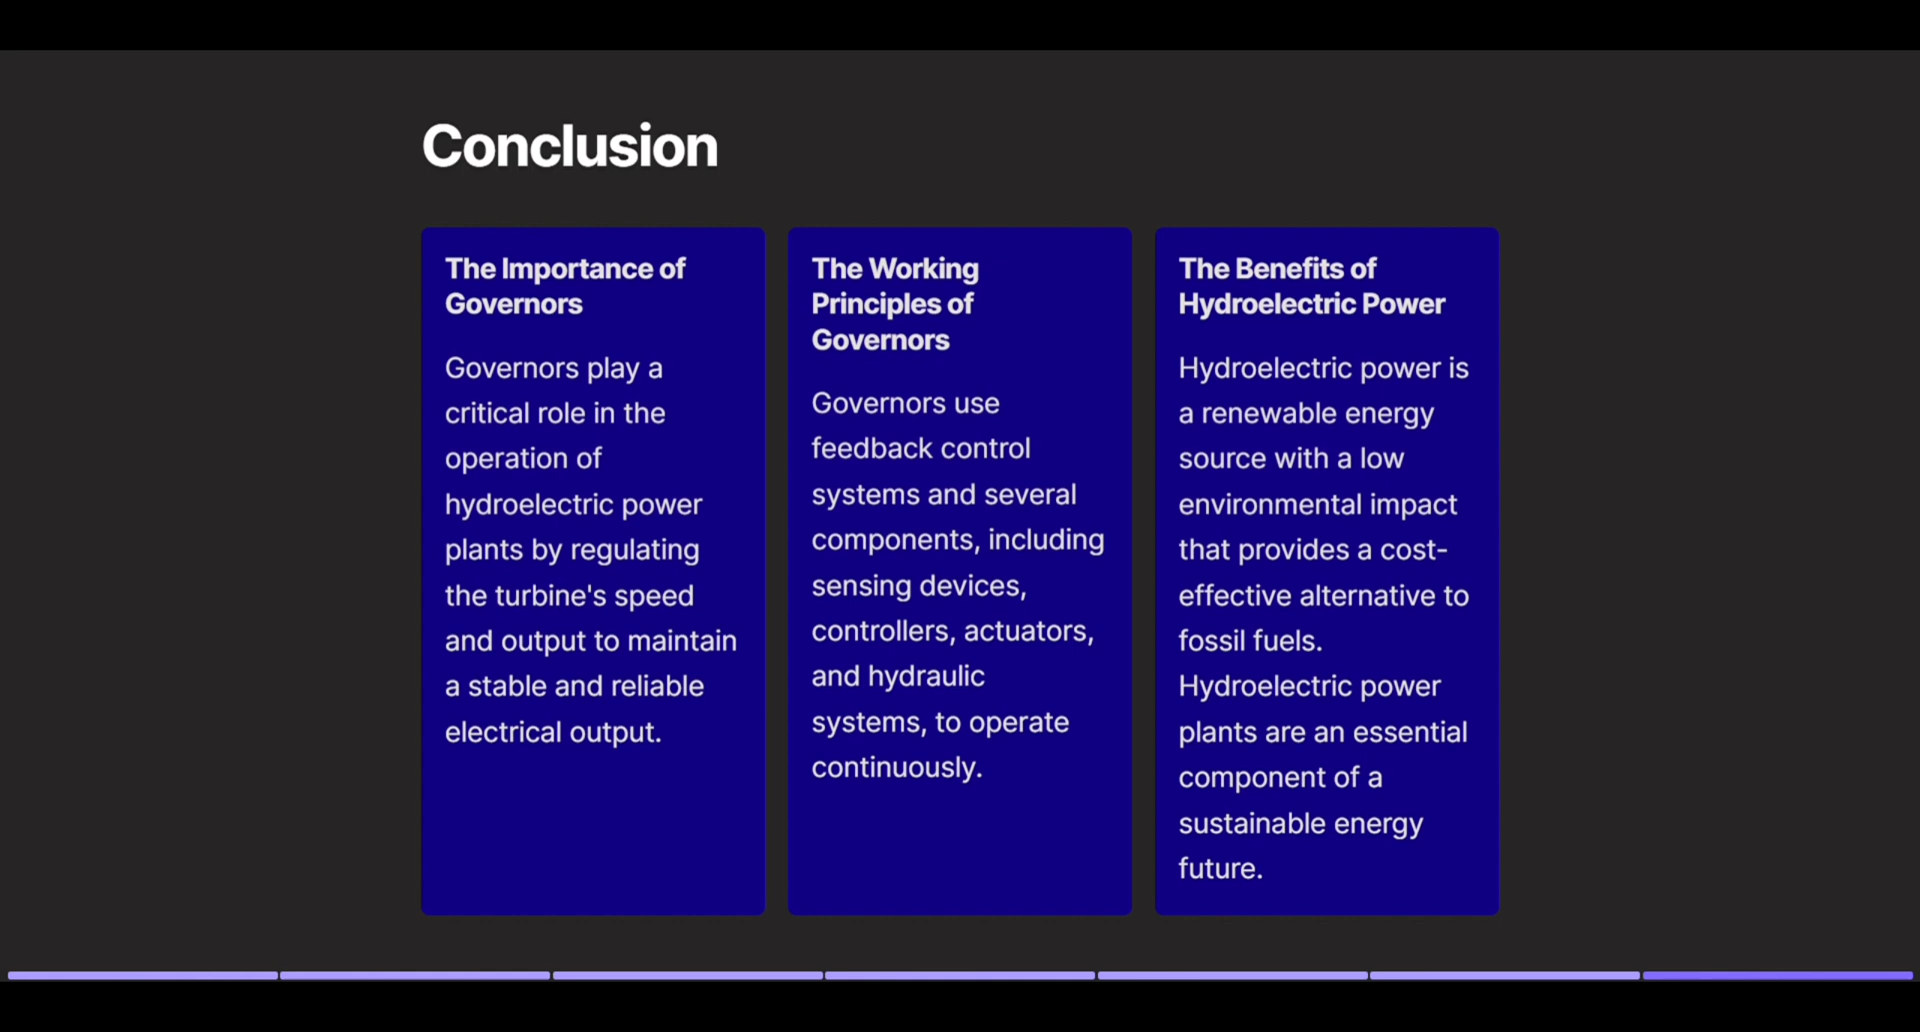 Conclusion
The Importance of
Governors
Governors play a
critical role in the
operation of
hydroelectric power
plants by regulating
the turbine's speed
and output to maintain
a stable and reliable
electrical output.
The Working
Principles of
Governors
Governors use
feedback control
systems and several
components, including
sensing devices,
controllers, actuators,
and hydraulic
systems, to operate
continuously.
The Benefits of
Hydroelectric Power
Hydroelectric power is
a renewable energy
source with a low
environmental impact
that provides a cost-
effective alternative to
fossil fuels.
Hydroelectric power
plants are an essential
component of a
sustainable energy
future.